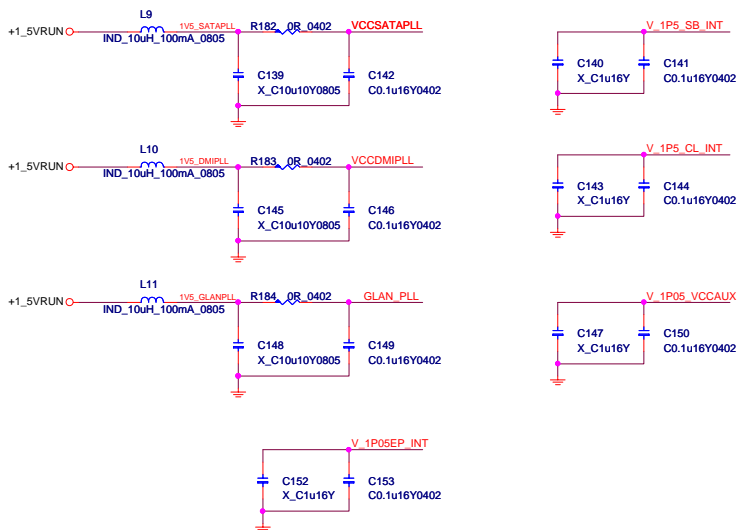 L9
+1_5VRUN
IND_10uH_100mA_0805
1V5_SATAPLL
R182 0R_0402
VCCSATAPLL
C139
X_C10u10Y0805
C142
C0.1u16Y0402
V_1P5_SB_INT
C140
X_C1u16Y
C141
C0.1u16Y0402
L10
+1_5VRUN
IND_10uH_100mA_0805
1V5_DMIPLL
R183 0R_0402
VCCDMIPLL
C145
X_C10u10Y0805
C146
C0.1u16Y0402
V_1P5_CL_INT
C143
X_C1u16Y
C144
C0.1u16Y0402
L11
+1_5VRUN
IND_10uH_100mA_0805
1V5_GLANPLL
R184 0R_0402
GLAN_PLL
C148
X_C10u10Y0805
C149
C0.1u16Y0402
V_1P05_VCCAUX
C147
X_C1u16Y
C150
C0.1u16Y0402
V_1P05EP_INT
C152
X_C1u16Y
C153
C0.1u16Y0402